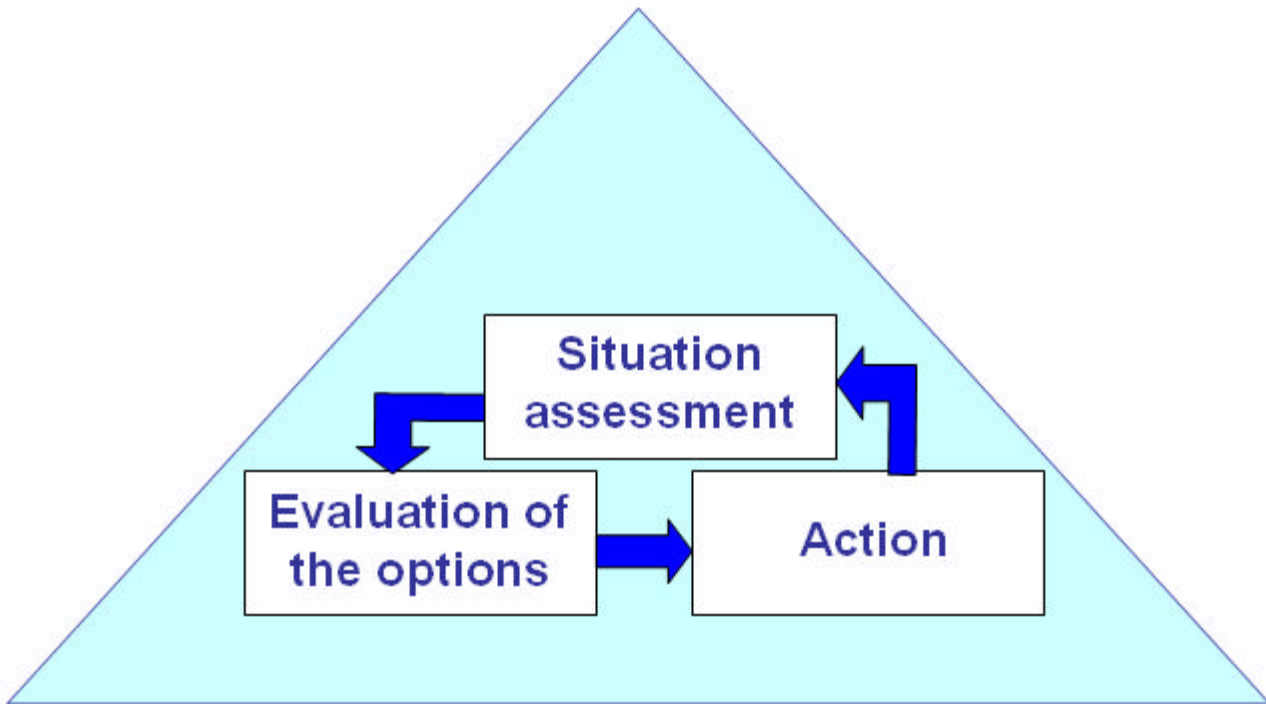 Situation
assessment
Evaluation of
the options
Action